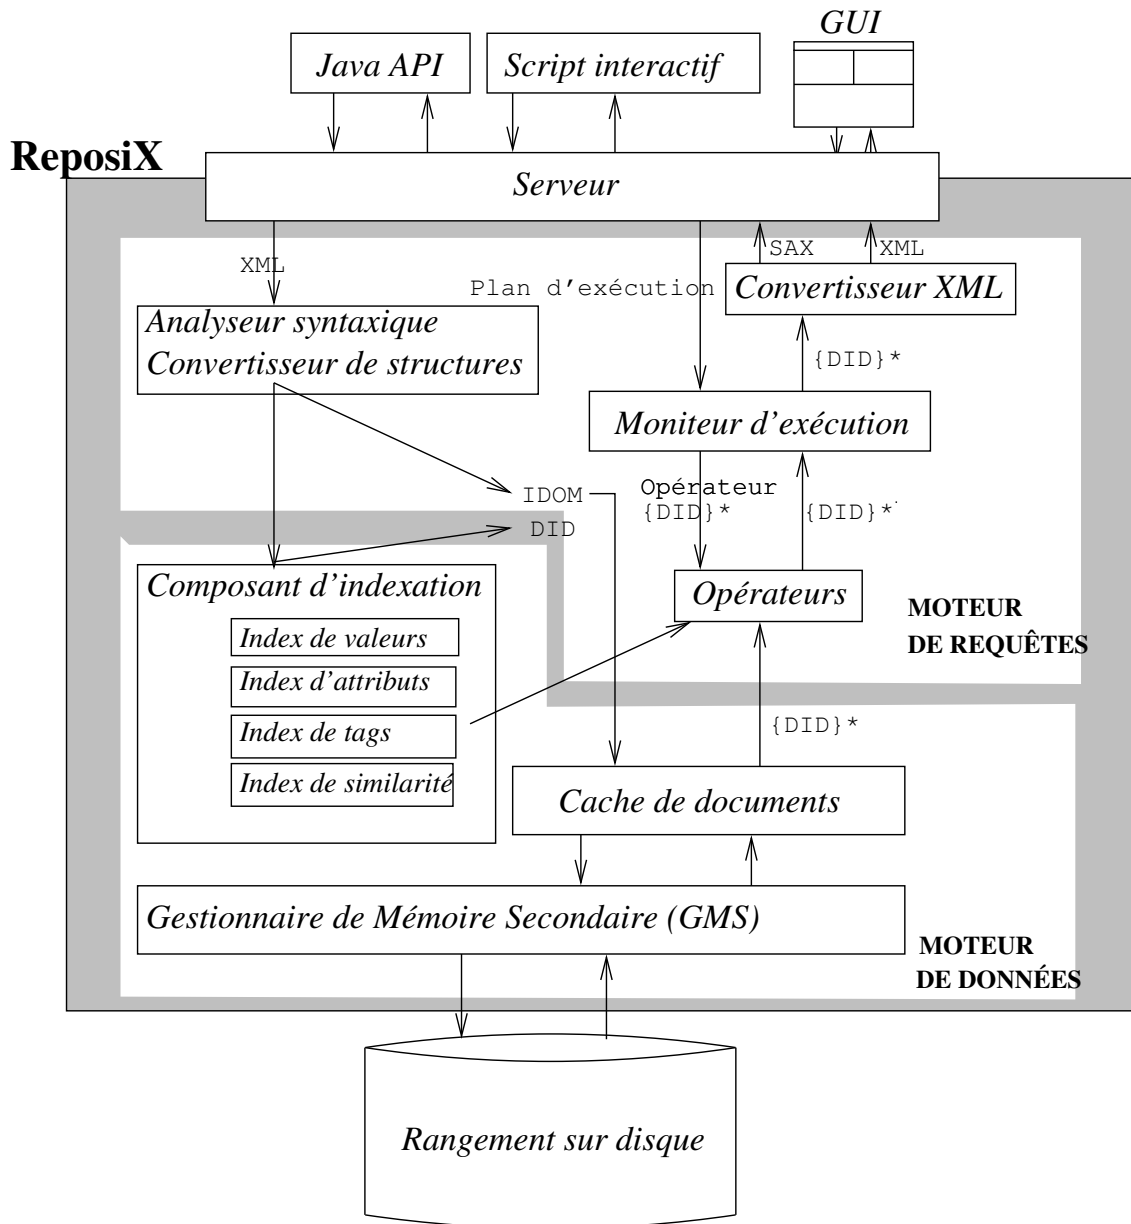 GUI
Java API
Script interactif
ReposiX
Serveur
SAX
XML
XML
Plan d'exécution
Convertisseur XML
Analyseur syntaxique
Convertisseur de structures
{DID}*
Moniteur d'exécution
Opérateur
IDOM
{DID}*
{DID}*
DID
Composant d'indexation
Opérateurs
MOTEUR
DE REQUÊTES
Index de valeurs
Index d'attributs
Index de tags
Index de similarité
{DID}*
Cache de documents
Gestionnaire de Mémoire Secondaire (GMS)
MOTEUR
DE DONNÉES
Rangement sur disque